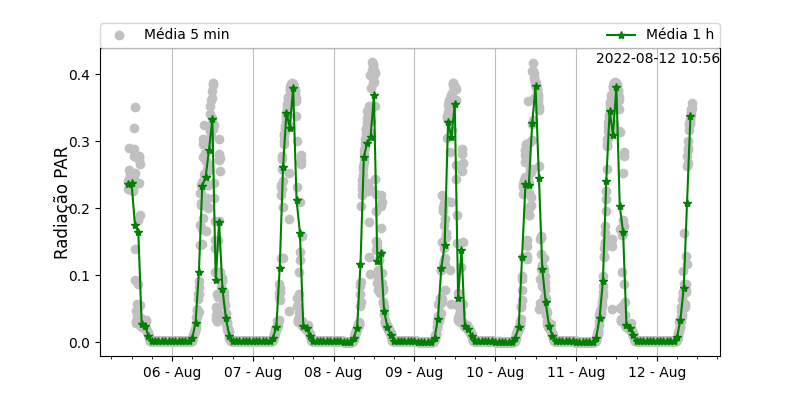 Média 5 min
Média 1 h
2022-08-12 10:56
Radiação PAR
0.4
0.3
0.2
0.1
0.0
06 - Aug
07 - Aug
08 - Aug
09 - Aug
10 - Aug
11 - Aug
12 - Aug